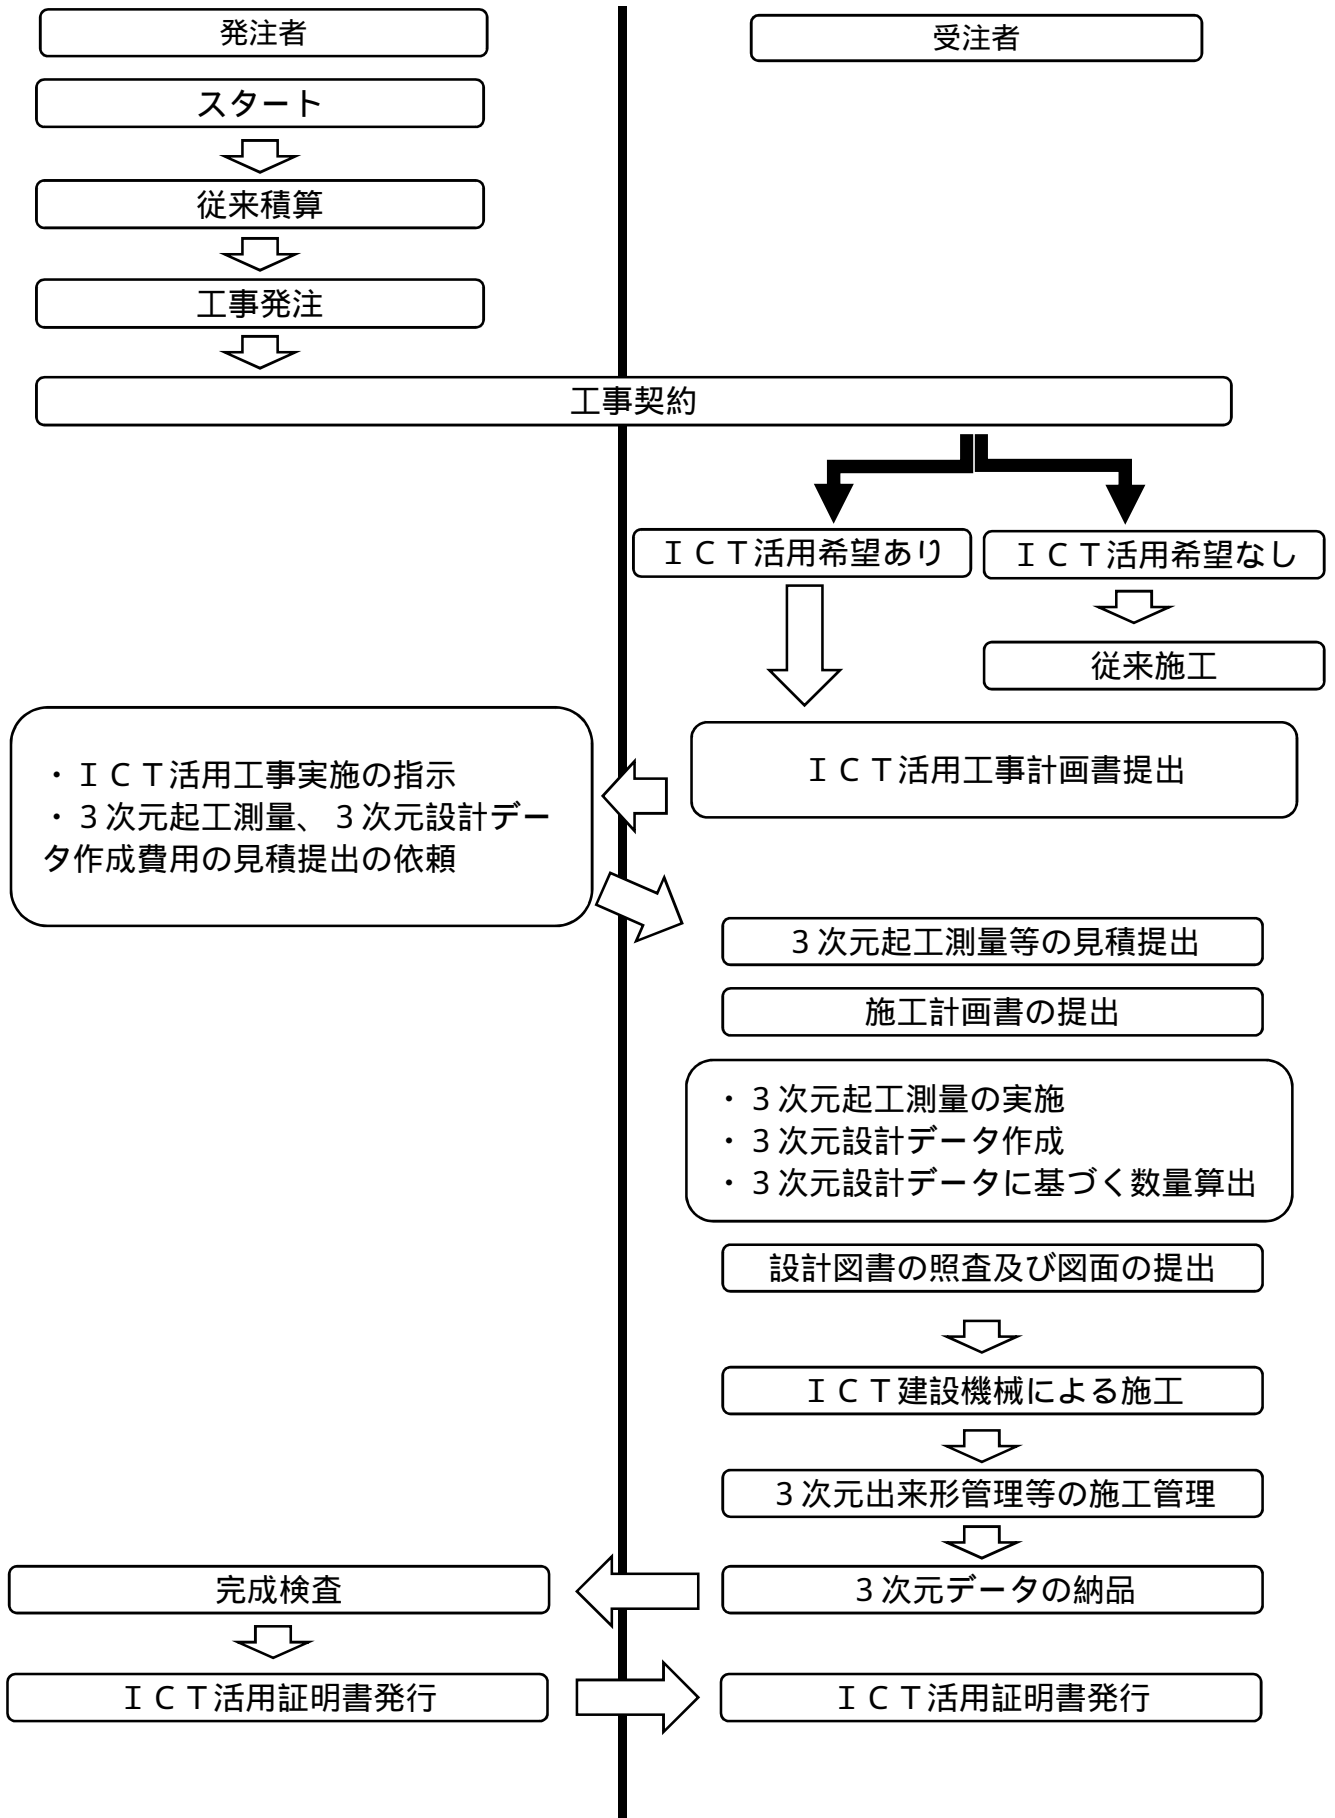 発注者
受注者
スタート
従来積算
工事発注
工事契約
ＩＣＴ活用希望あり
ＩＣＴ活用希望なし
従来施工
ＩＣＴ活用工事計画書提出
・ＩＣＴ活用工事実施の指示
・３次元起工測量、３次元設計デー
タ作成費用の見積提出の依頼
３次元起工測量等の見積提出
施工計画書の提出
・３次元起工測量の実施
・３次元設計データ作成
・３次元設計データに基づく数量算出
設計図書の照査及び図面の提出
ＩＣＴ建設機械による施工
３次元出来形管理等の施工管理
３次元データの納品
完成検査
ＩＣＴ活用証明書発行
ＩＣＴ活用証明書発行